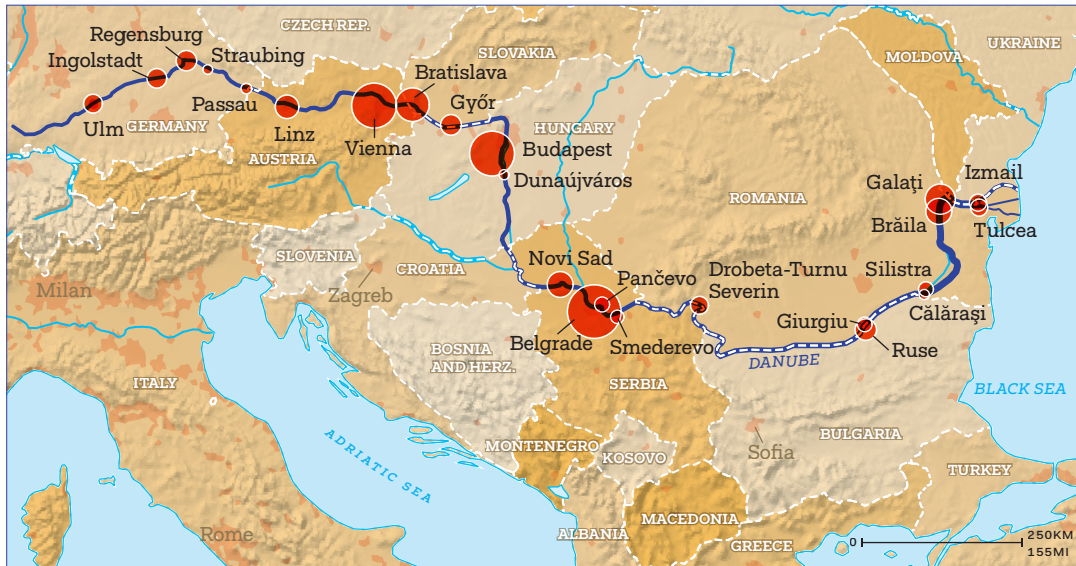 CZECH REP.
Regensburg
Straubing
Ingolstadt
SLOVAKIA
MOLDOVA
UKRAINE
Bratislava
Győr
Passau
Ulm
GERMANY
Linz
Vienna
HUNGARY
Budapest
AUSTRIA
Dunaújváros
Galaţi
Izmail
ROMANIA
Brăila
Tulcea
SLOVENIA
CROATIA
Novi Sad
Pančevo
Drobeta-Turnu
Severin
Silistra
Milan
Zagreb
Călăraşi
Giurgiu
Belgrade
Smederevo
Ruse
BOSNIA
AND HERZ.
DANUBE
ITALY
SERBIA
BLACK SEA
ADRIATIC SEA
MONTENEGRO
KOSOVO
Sofia
BULGARIA
TURKEY
Rome
ALBANIA
MACEDONIA
GREECE
0
250KM
155MI